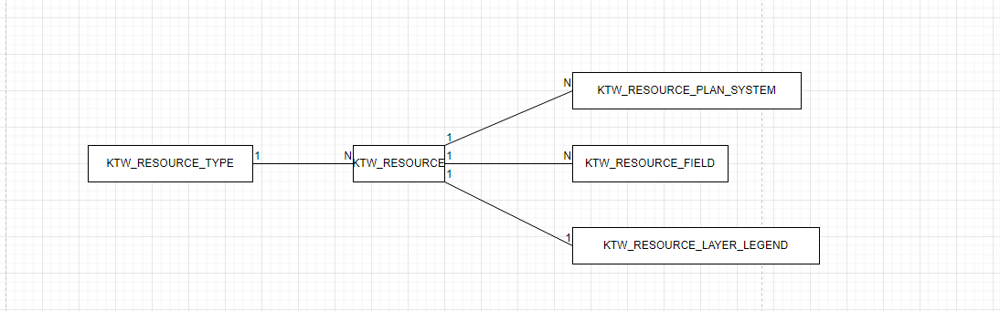 N
KTW_RESOURCE_PLAN_SYSTEM
1
KTW_RESOURCE_TYPE
1
N
KTW_RESOURCE
1
N
KTW_RESOURCE_FIELD
1
1
KTW_RESOURCE_LAYER_LEGEND